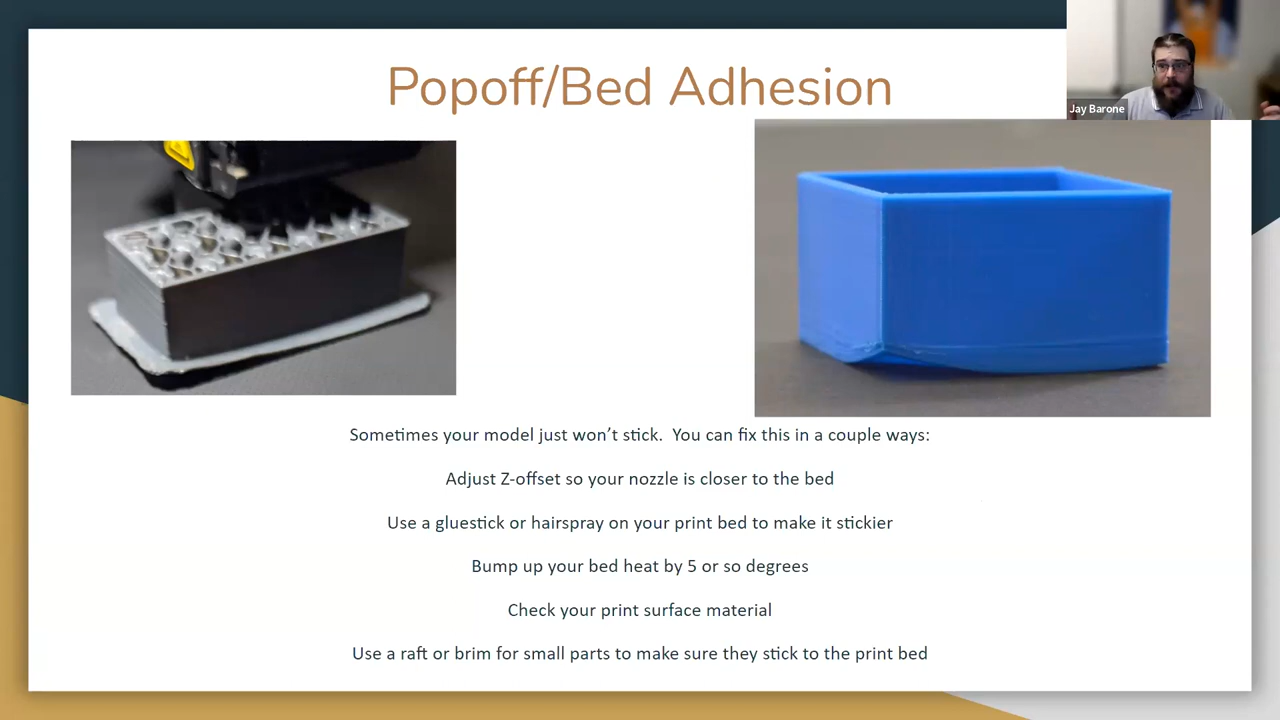 Popoff/Bed Adhesion
Jay Barone
Sometimes your model just won’t stick.  You can fix this in a couple ways:
Adjust Z-offset so your nozzle is closer to the bed
Use a gluestick or hairspray on your print bed to make it stickier
Bump up your bed heat by 5 or so degrees
Check your print surface material
Use a raft or brim for small parts to make sure they stick to the print bed